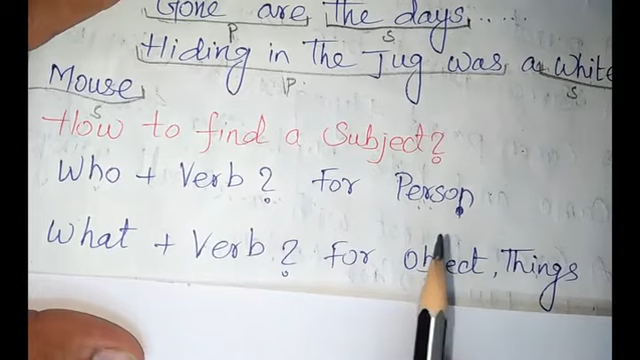 Gone are the days......
P S
Hiding in the Jug was a white
P S
Mouse
S
How to find a Subject?
Who + Verb? For Person
What + Verb? For Object, Things